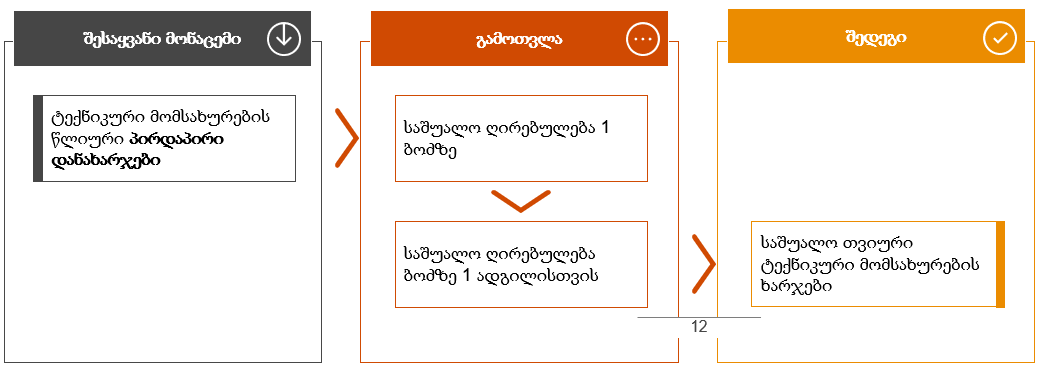 შესაყვანი მონაცემი
ტექნიკური მომსახურების
წლიური პირდაპირი
დანახარჯები
გამოთვლა
საშუალო ღირებულება 1
ბოძზე
საშუალო ღირებულება
ბოძზე 1 ადგილისთვის
12
შედეგი
საშუალო თვიური
ტექნიკური მომსახურების
ხარჯები